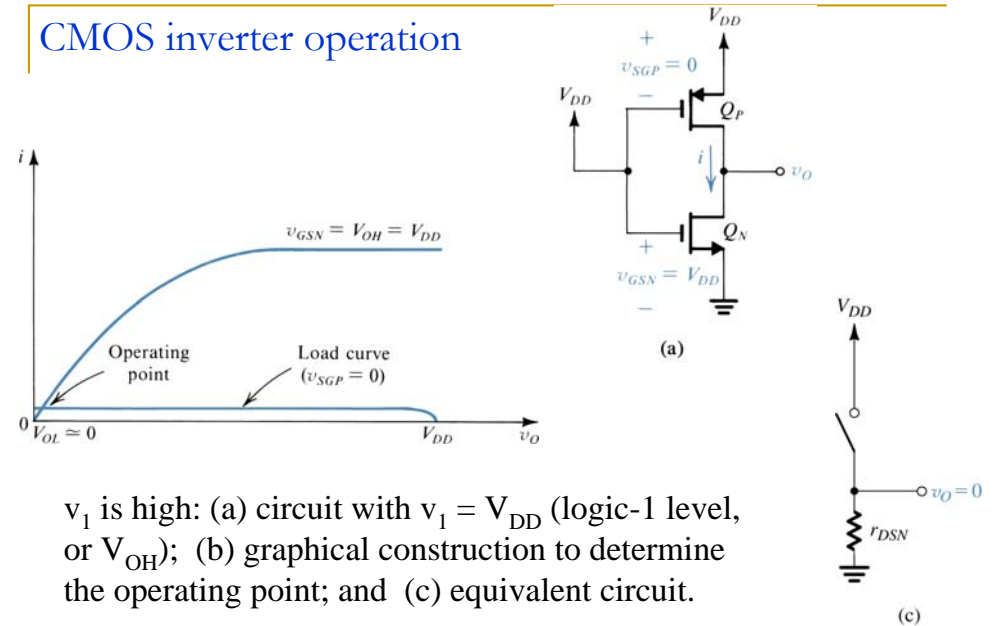 CMOS inverter operation
V_DD
+
v_SGP = 0
−
V_DD
Q_P
i
v_O
Q_N
+
v_GSN = V_DD
−
(a)
i
v_GSN = V_OH = V_DD
Operating
point
Load curve
(v_SGP = 0)
0
V_OL ≃ 0
V_DD
v_O
V_DD
v_O = 0
r_DSN
(c)
v_1 is high: (a) circuit with v_1 = V_DD (logic-1 level,
or V_OH); (b) graphical construction to determine
the operating point; and (c) equivalent circuit.